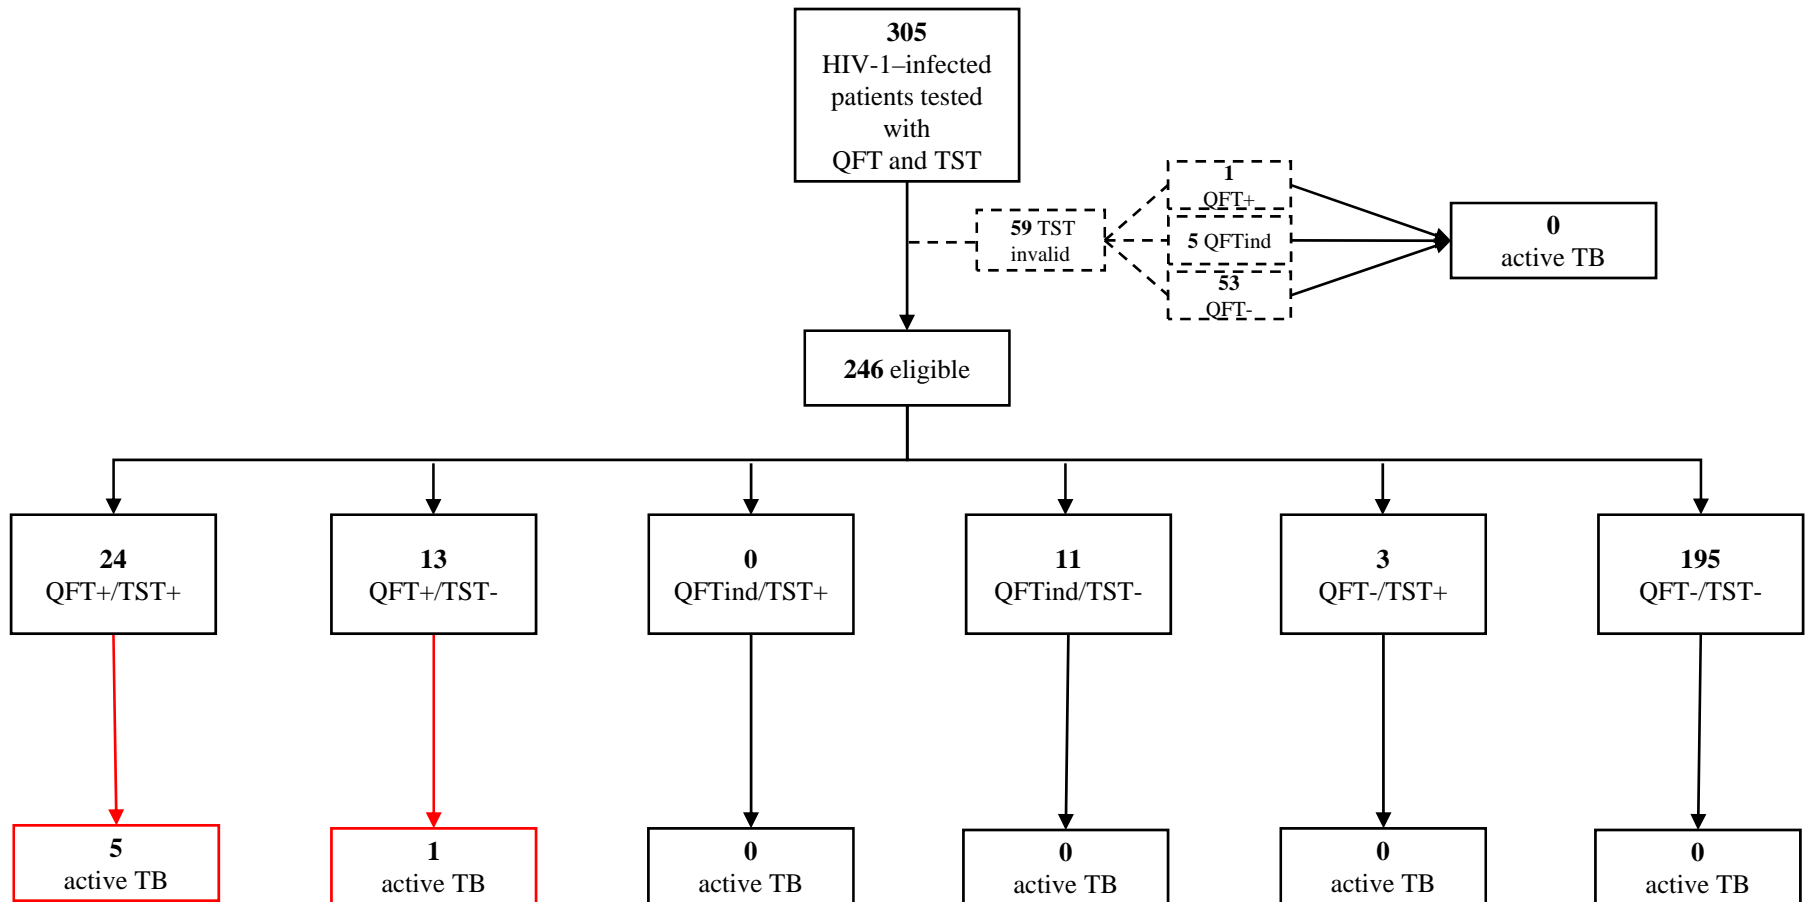 305
HIV-1–infected
patients tested
with
QFT and TST
1
QFT+
59 TST
invalid
5 QFTind
53
QFT-
0
active TB
246 eligible
24
QFT+/TST+
13
QFT+/TST-
0
QFTind/TST+
11
QFTind/TST-
3
QFT-/TST+
195
QFT-/TST-
5
active TB
1
active TB
0
active TB
0
active TB
0
active TB
0
active TB